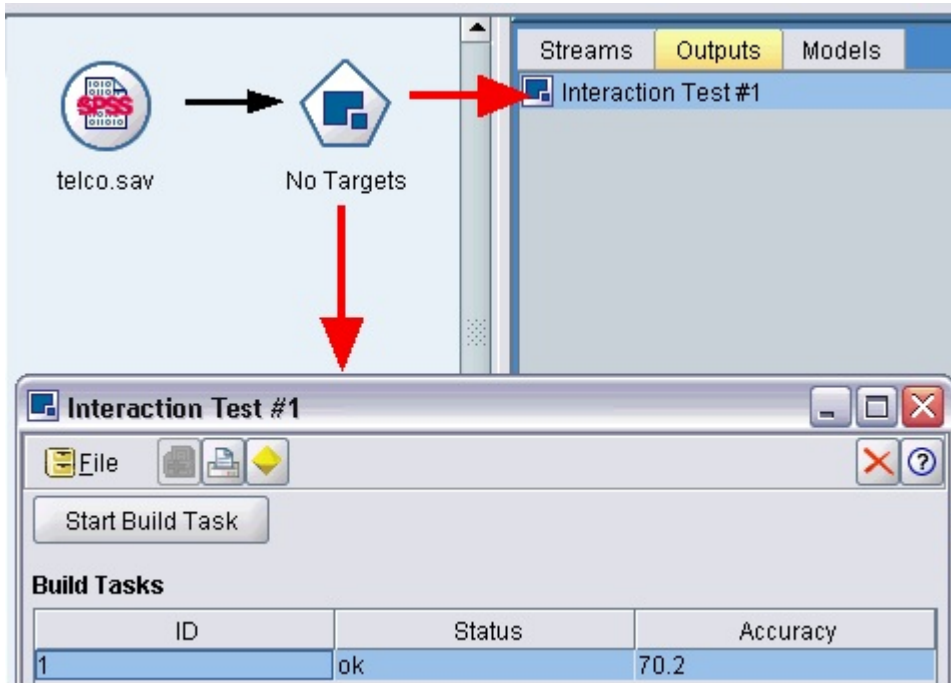 Streams Outputs Models
Interaction Test #1
SPSS
telco.sav
No Targets
Interaction Test #1
File
Start Build Task
Build Tasks
ID Status Accuracy
1 ok 70.2